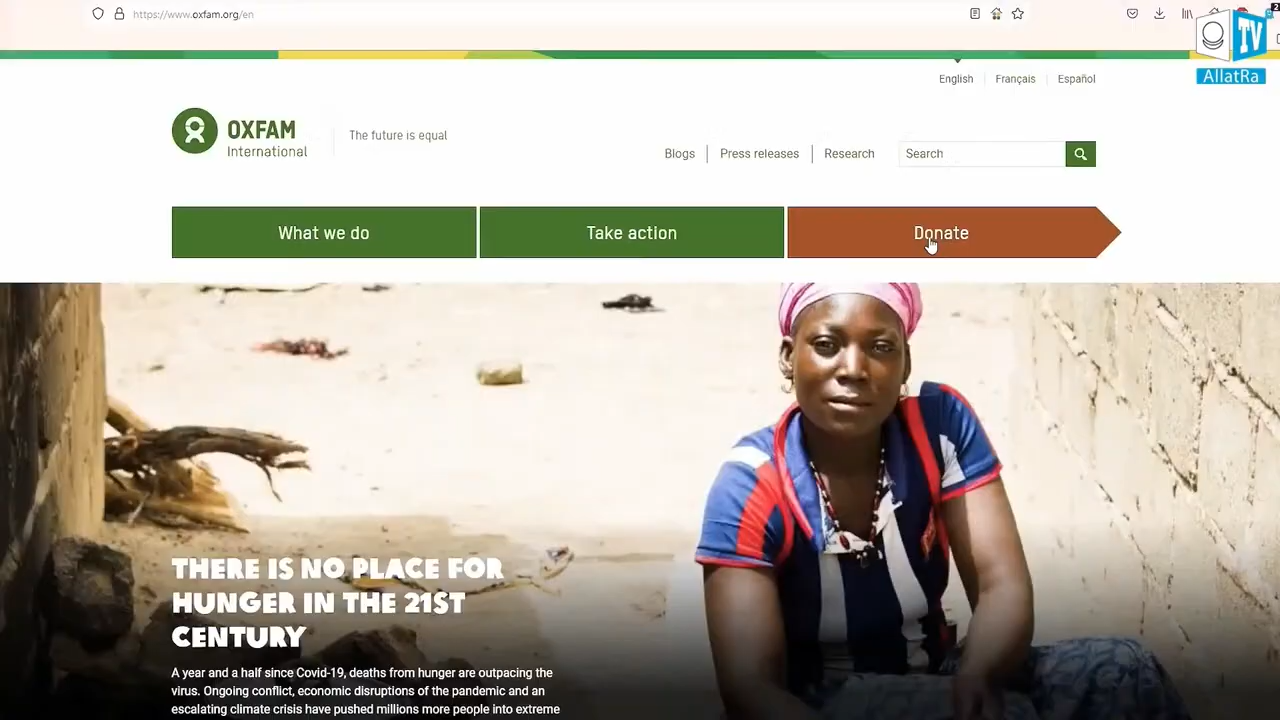 https://www.oxfam.org/en
TV
AllatRa
English
Français
Español
OXFAM
International
The future is equal
Blogs
Press releases
Research
Search
What we do
Take action
Donate
THERE IS NO PLACE FOR
HUNGER IN THE 21ST
CENTURY
A year and a half since Covid-19, deaths from hunger are outpacing the
virus. Ongoing conflict, economic disruptions of the pandemic and an
escalating climate crisis have pushed millions more people into extreme